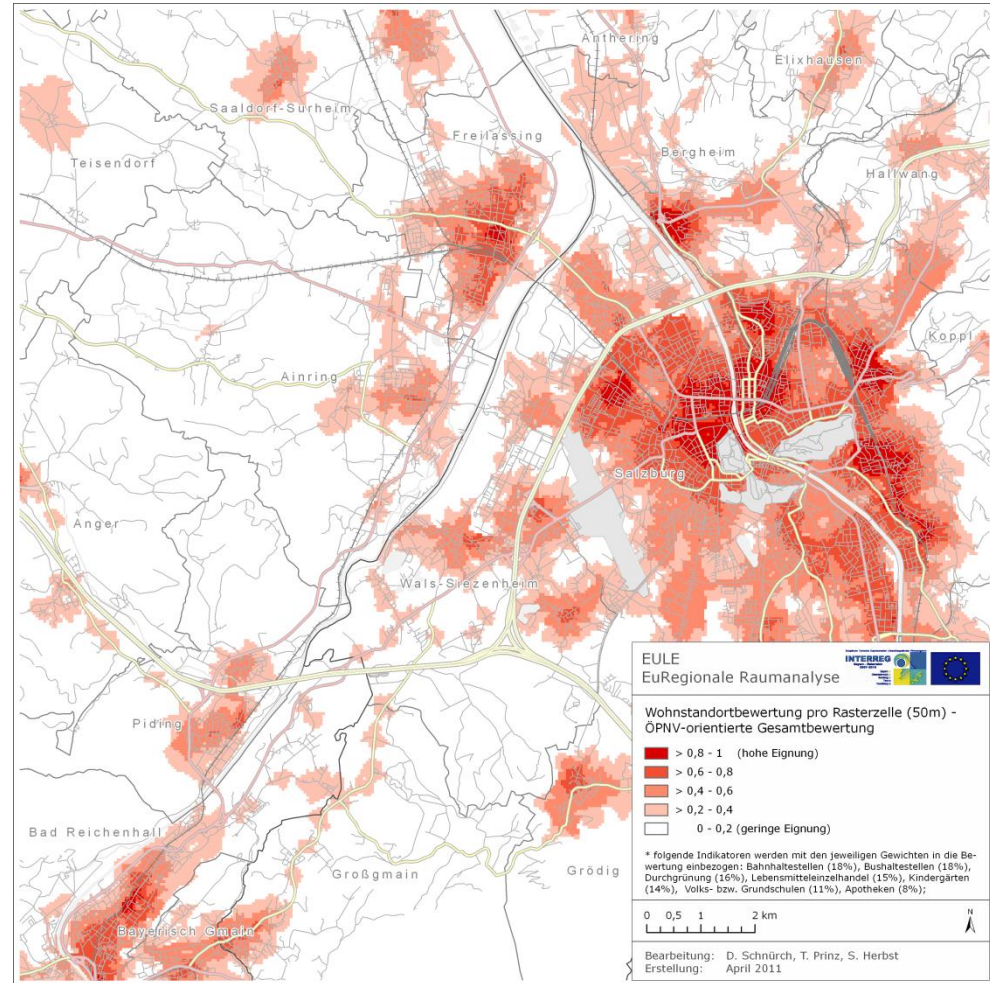 Anthering
Elixhausen
Saaldorf-Surheim
Freilassing
Bergheim
Teisendorf
Hallwang
Koppl
Ainring
Salzburg
Anger
Wals-Siezenheim
Piding
Bad Reichenhall
Großgmain
Grödig
Bayerisch Gmain
EULE
EuRegionale Raumanalyse
INTERREG
Wohnstandortbewertung pro Rasterzelle (50m) -
ÖPNV-orientierte Gesamtbewertung
> 0,8 - 1 (hohe Eignung)
> 0,6 - 0,8
> 0,4 - 0,6
> 0,2 - 0,4
0 - 0,2 (geringe Eignung)
* folgende Indikatoren werden mit den jeweiligen Gewichten in die Be-
wertung einbezogen: Bahnhaltestellen (18%), Bushaltestellen (18%),
Durchgrünung (16%), Lebensmitteleinzelhandel (15%), Kindergärten
(14%), Volks- bzw. Grundschulen (11%), Apotheken (8%);
0 0,5 1 2 km
N
Bearbeitung: D. Schnürch, T. Prinz, S. Herbst
Erstellung: April 2011